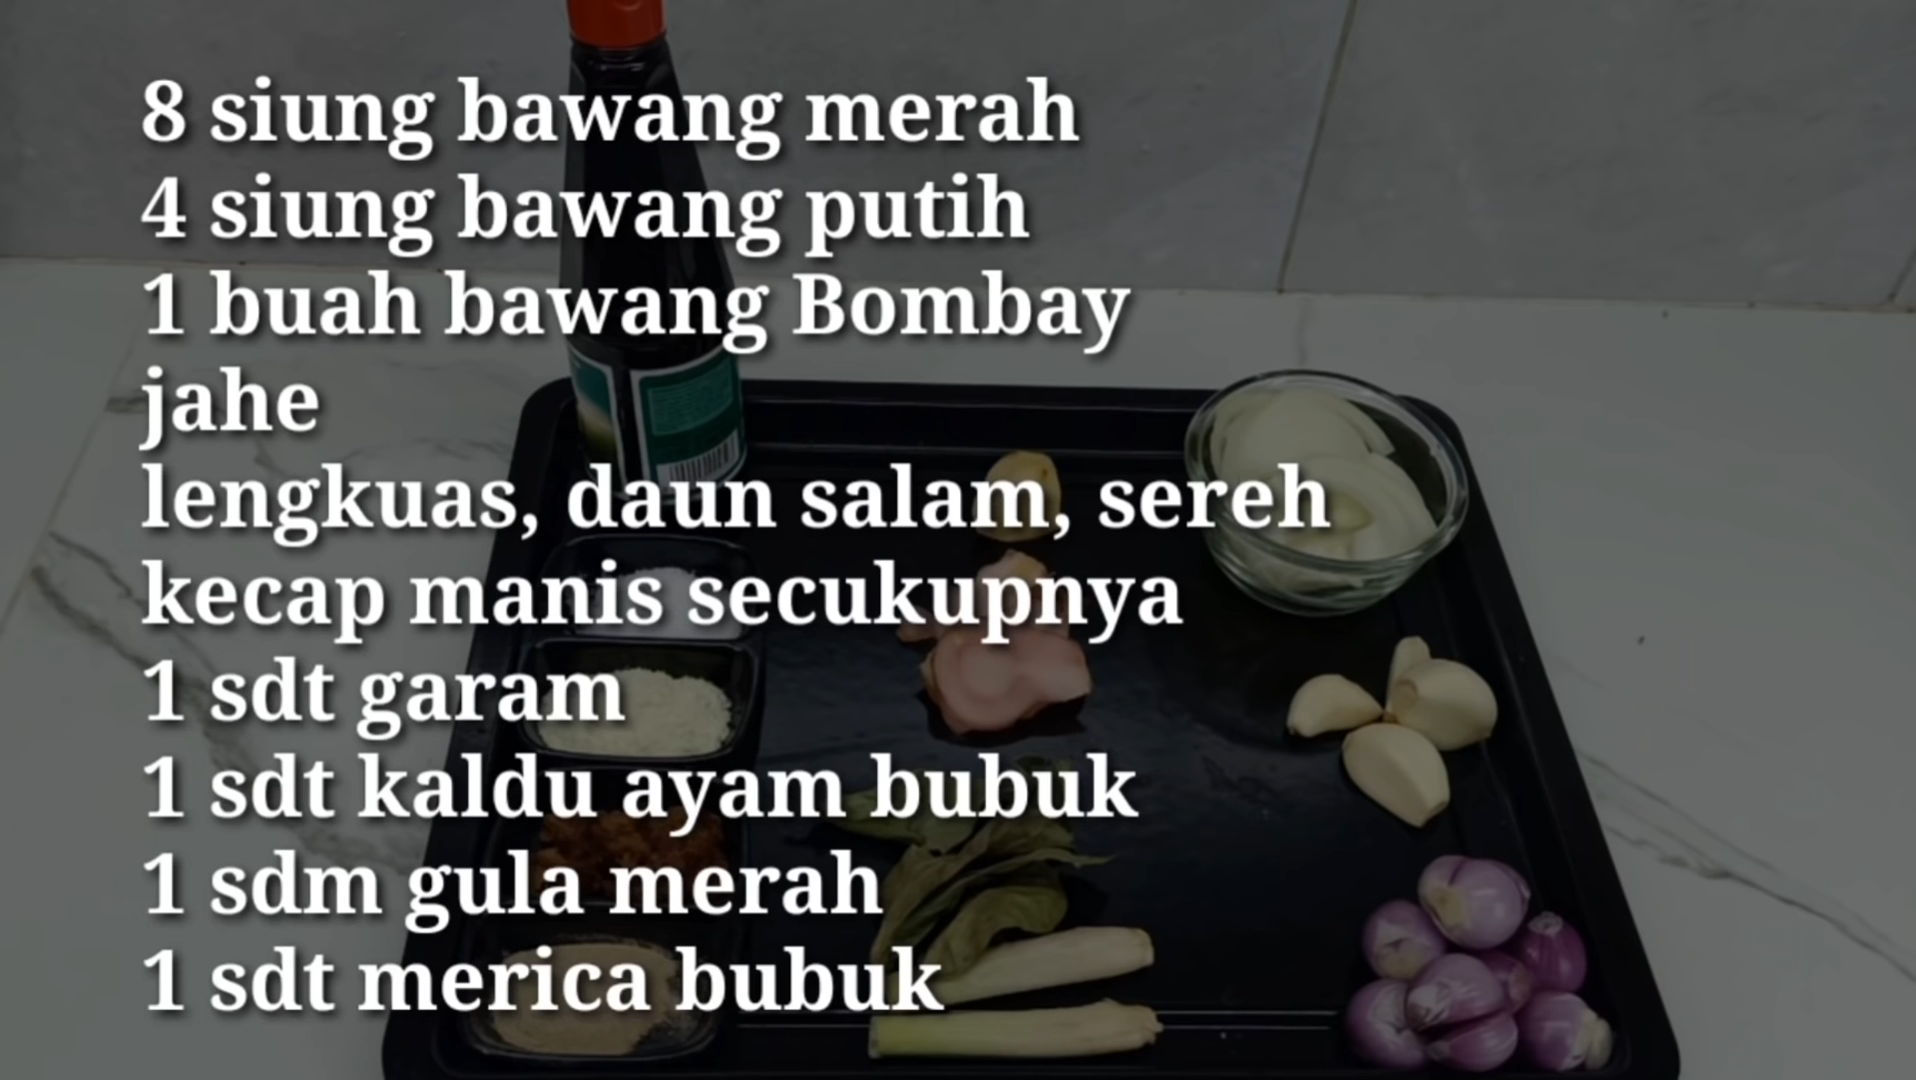 8 siung bawang merah
4 siung bawang putih
1 buah bawang Bombay
jahe
lengkuas, daun salam, sereh
kecap manis secukupnya
1 sdt garam
1 sdt kaldu ayam bubuk
1 sdm gula merah
1 sdt merica bubuk